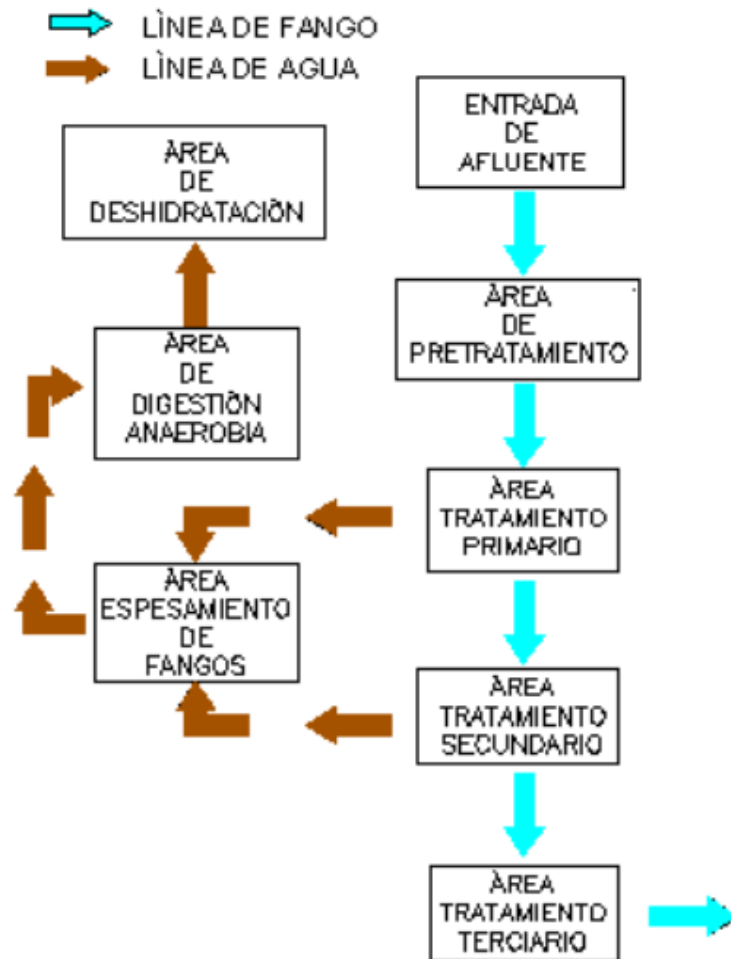 LÌNEA DE FANGO
LÌNEA DE AGUA
ENTRADA
DE
AFLUENTE
ÀREA
DE
DESHIDRATACIÒN
ÀREA
DE
PRETRATAMIENTO
ÀREA
DE
DIGESTIÒN
ANAEROBIA
ÀREA
TRATAMIENTO
PRIMARIO
ÀREA
ESPESAMIENTO
DE
FANGOS
ÀREA
TRATAMIENTO
SECUNDARIO
ÀREA
TRATAMIENTO
TERCIARIO